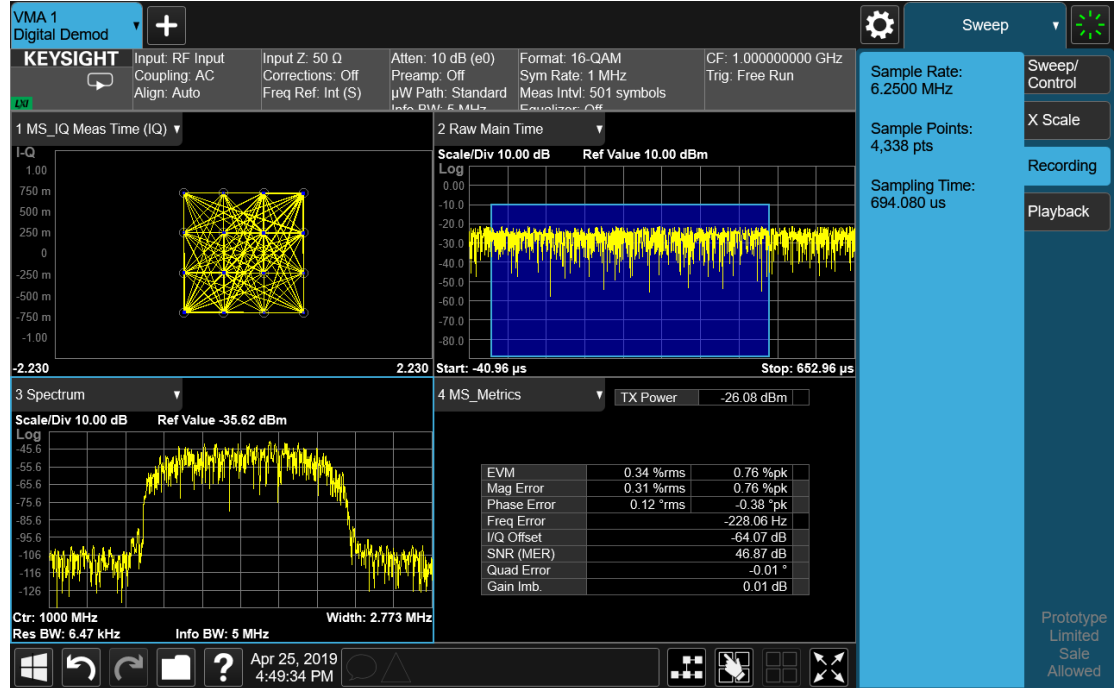 VMA 1
Digital Demod
Sweep
KEYSIGHT
LXI
Input: RF Input
Coupling: AC
Align: Auto
Input Z: 50 Ω
Corrections: Off
Freq Ref: Int (S)
Atten: 10 dB (e0)
Preamp: Off
µW Path: Standard
Info BW: 5 MHz
Format: 16-QAM
Sym Rate: 1 MHz
Meas Intvl: 501 symbols
Equalizer: Off
CF: 1.000000000 GHz
Trig: Free Run
1 MS_IQ Meas Time (IQ)
I-Q
1.00
750 m
500 m
250 m
0
-250 m
-500 m
-750 m
-1.00
-2.230
2.230
2 Raw Main Time
Scale/Div 10.00 dB
Ref Value 10.00 dBm
Log
0.00
-10.0
-20.0
-30.0
-40.0
-50.0
-60.0
-70.0
-80.0
Start: -40.96 µs
Stop: 652.96 µs
3 Spectrum
Scale/Div 10.00 dB
Ref Value -35.62 dBm
Log
-45.6
-55.6
-65.6
-75.6
-85.6
-95.6
-106
-116
-126
Ctr: 1000 MHz
Width: 2.773 MHz
Res BW: 6.47 kHz
Info BW: 5 MHz
4 MS_Metrics
TX Power -26.08 dBm
EVM 0.34 %rms 0.76 %pk
Mag Error 0.31 %rms 0.76 %pk
Phase Error 0.12 °rms -0.38 °pk
Freq Error -228.06 Hz
I/Q Offset -64.07 dB
SNR (MER) 46.87 dB
Quad Error -0.01 °
Gain Imb. 0.01 dB
Sample Rate:
6.2500 MHz
Sample Points:
4,338 pts
Sampling Time:
694.080 us
Sweep/
Control
X Scale
Recording
Playback
Prototype
Limited
Sale
Allowed
?
Apr 25, 2019
4:49:34 PM